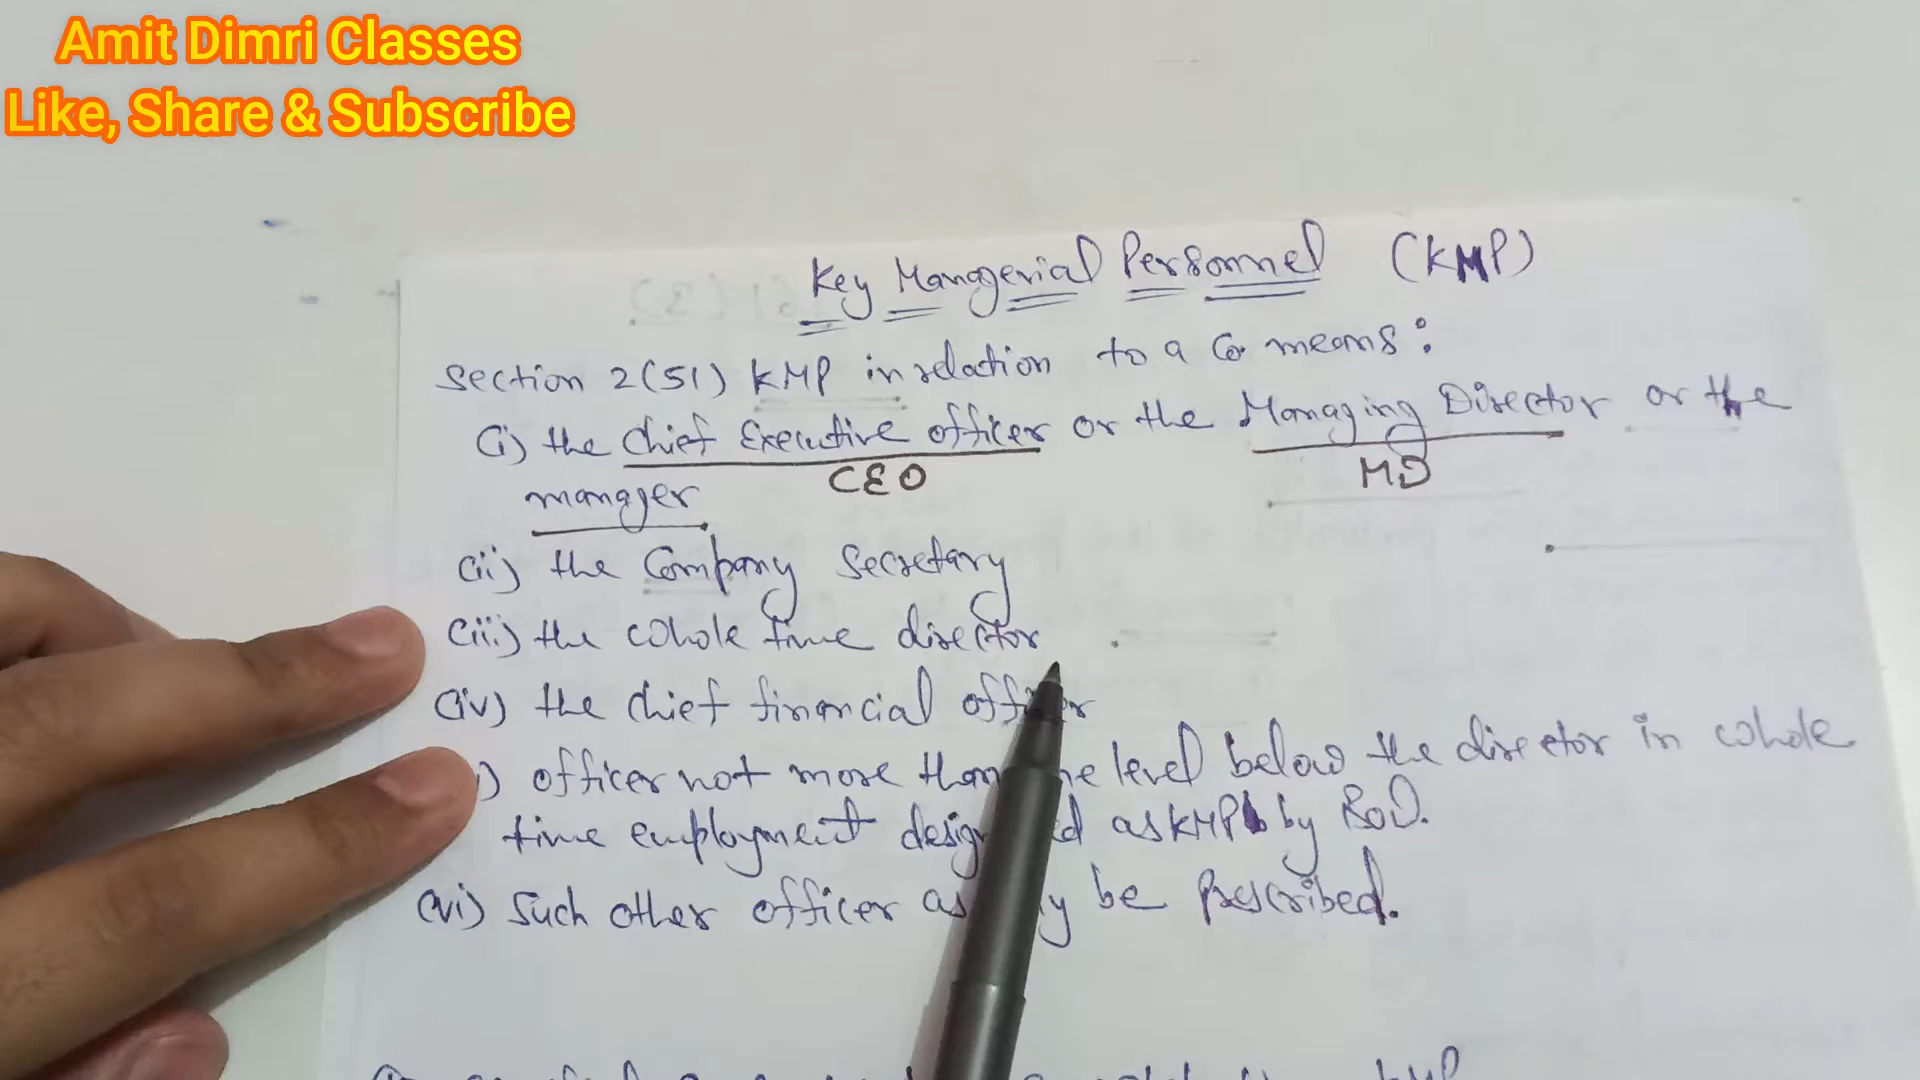 Amit Dimri Classes
Like, Share & Subscribe
Key Managerial Personnel (KMP)
Section 2(51) KMP in relation to a Co means:
(i) the Chief Executive officer or the Managing Director or the
CEO MD
manager
(ii) the Company Secretary
(iii) the whole time director
(iv) the chief financial officer
officer not more than level below the director in whole
time employment as KMP by BOD.
(vi) Such other officer as be Prescribed.